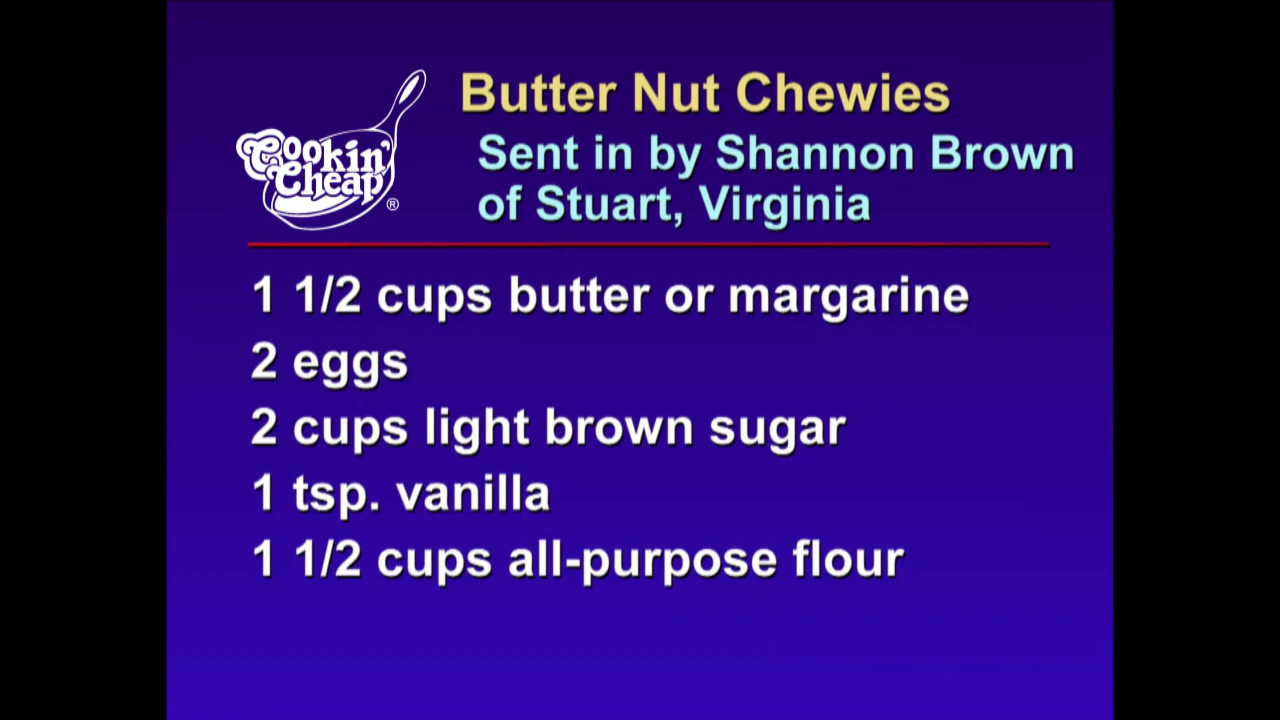 Cookin'
Cheap
®
Butter Nut Chewies
Sent in by Shannon Brown
of Stuart, Virginia
1 1/2 cups butter or margarine
2 eggs
2 cups light brown sugar
1 tsp. vanilla
1 1/2 cups all-purpose flour